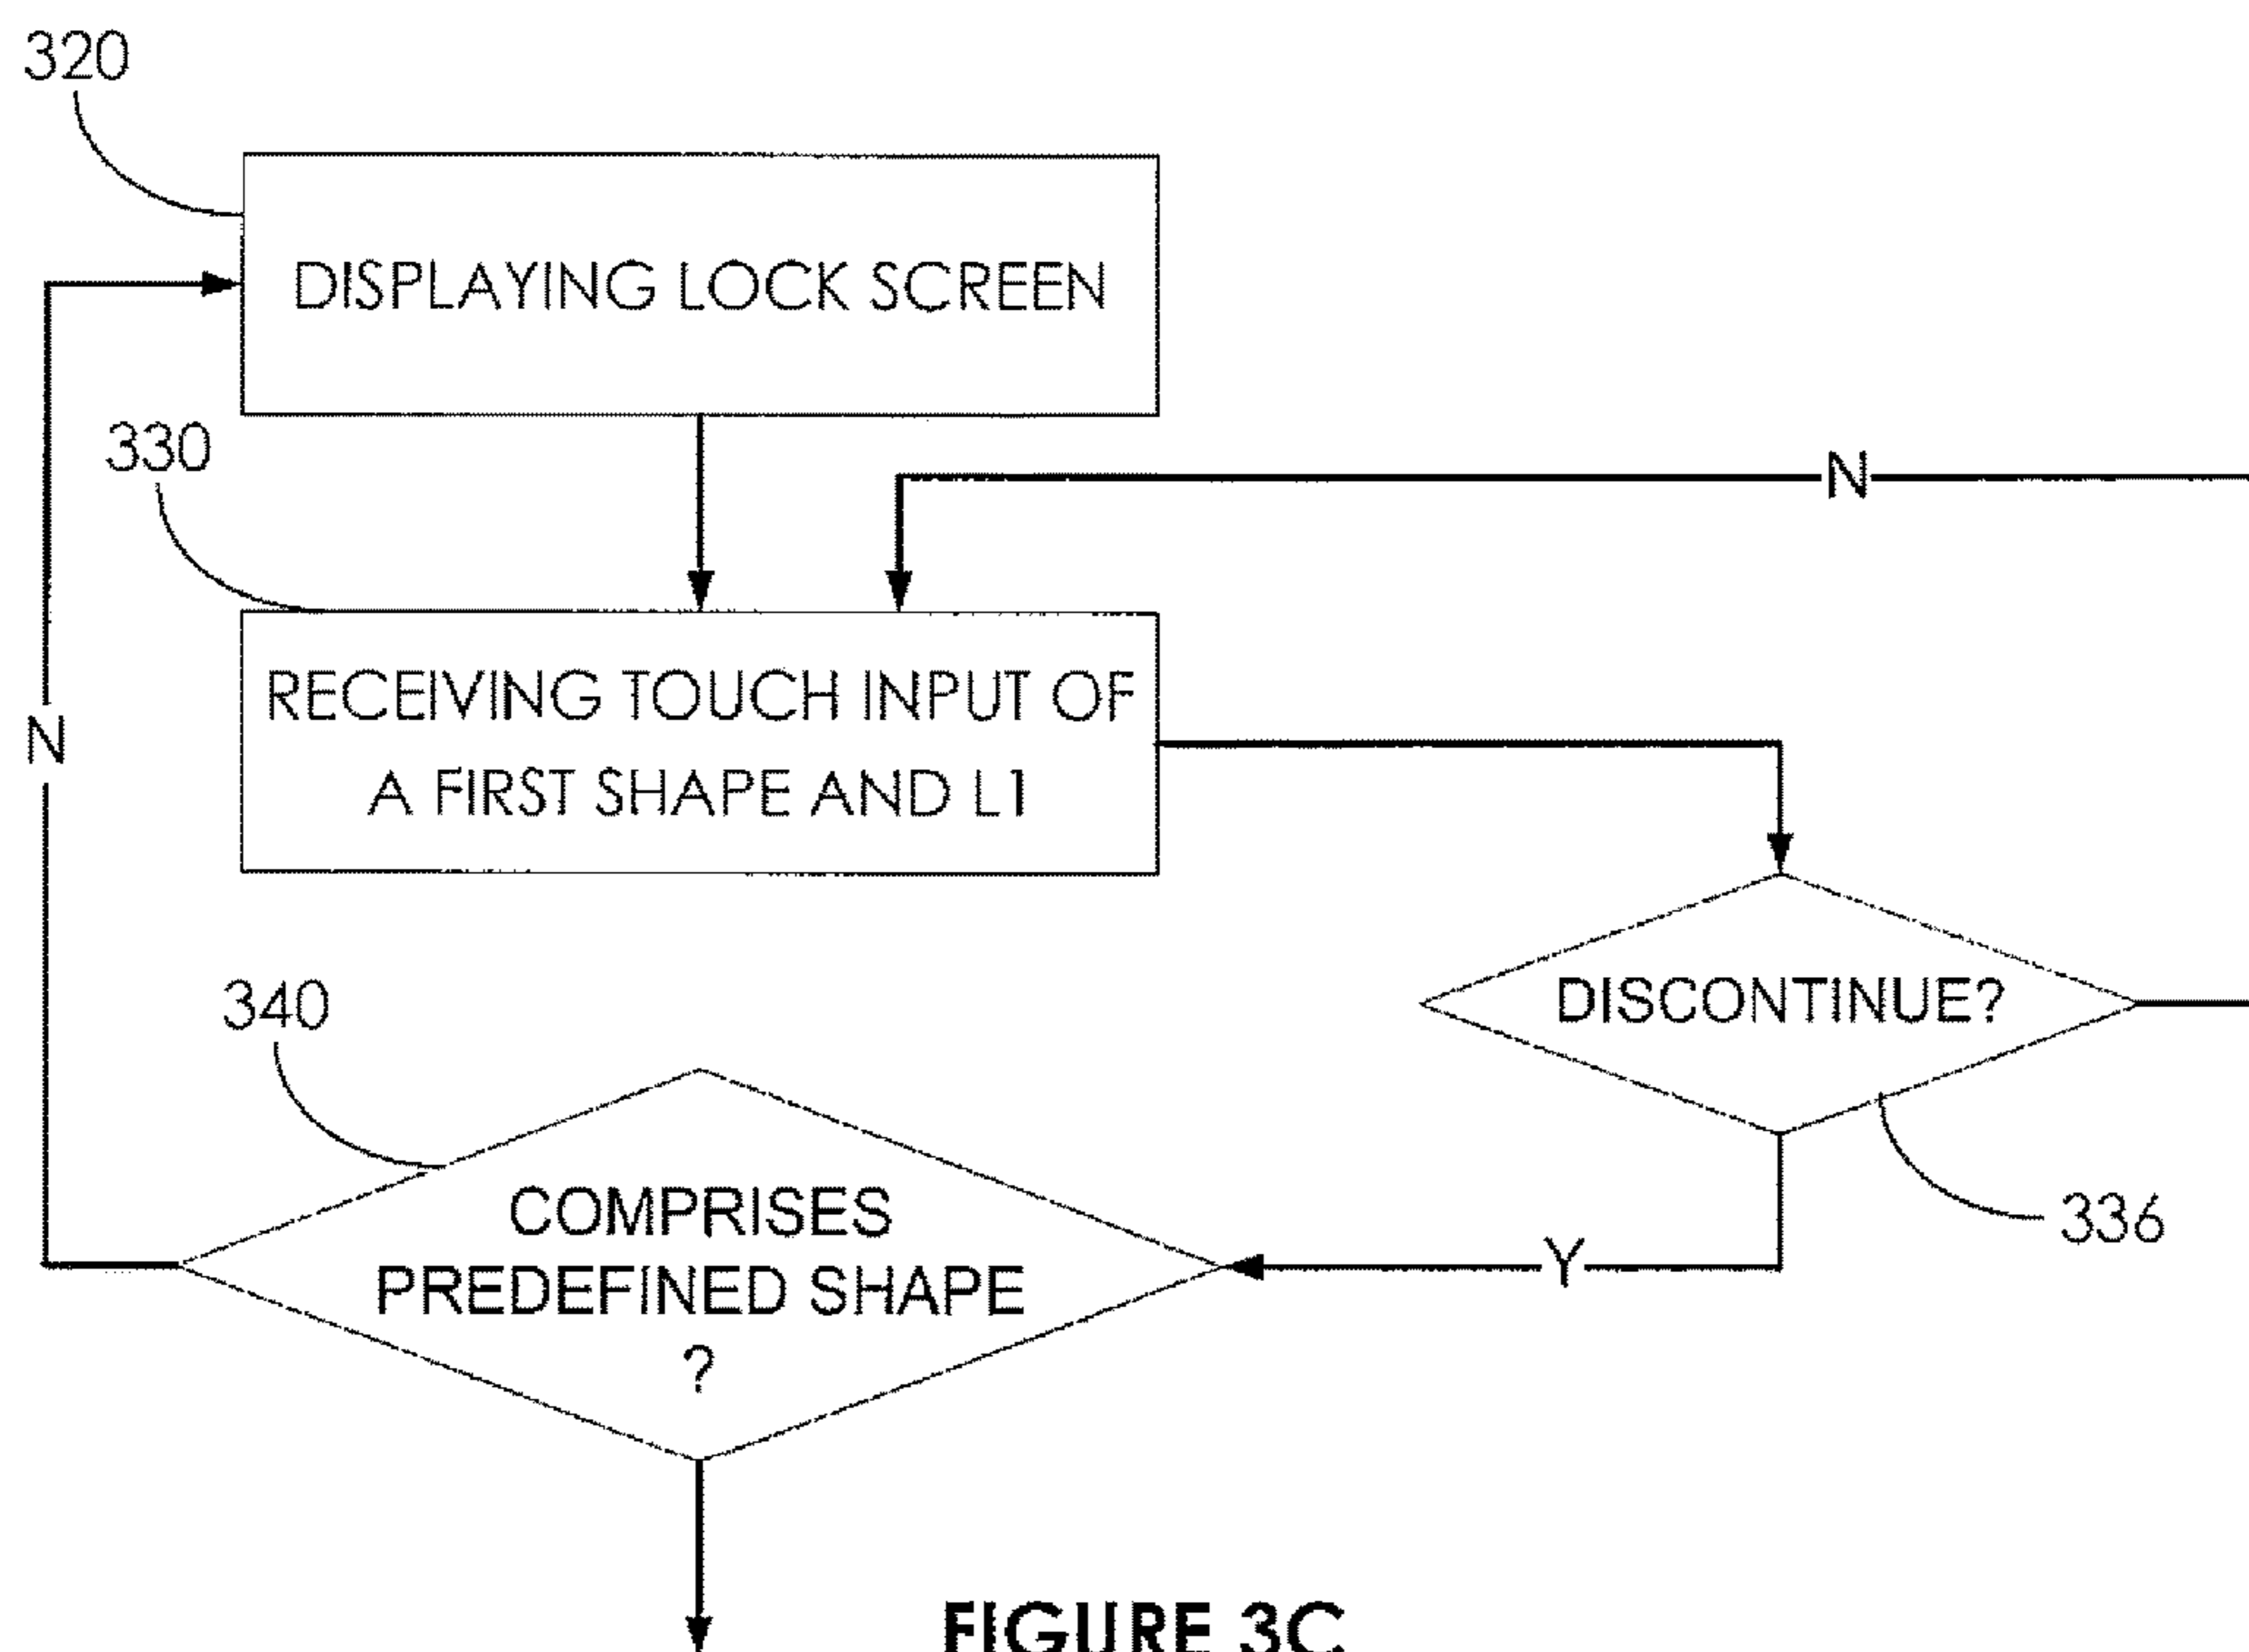 320
DISPLAYING LOCK SCREEN
330
N
RECEIVING TOUCH INPUT OF
A FIRST SHAPE AND L1
N
DISCONTINUE?
340
336
COMPRISES
PREDEFINED SHAPE
?
Y
FIGURE 3C